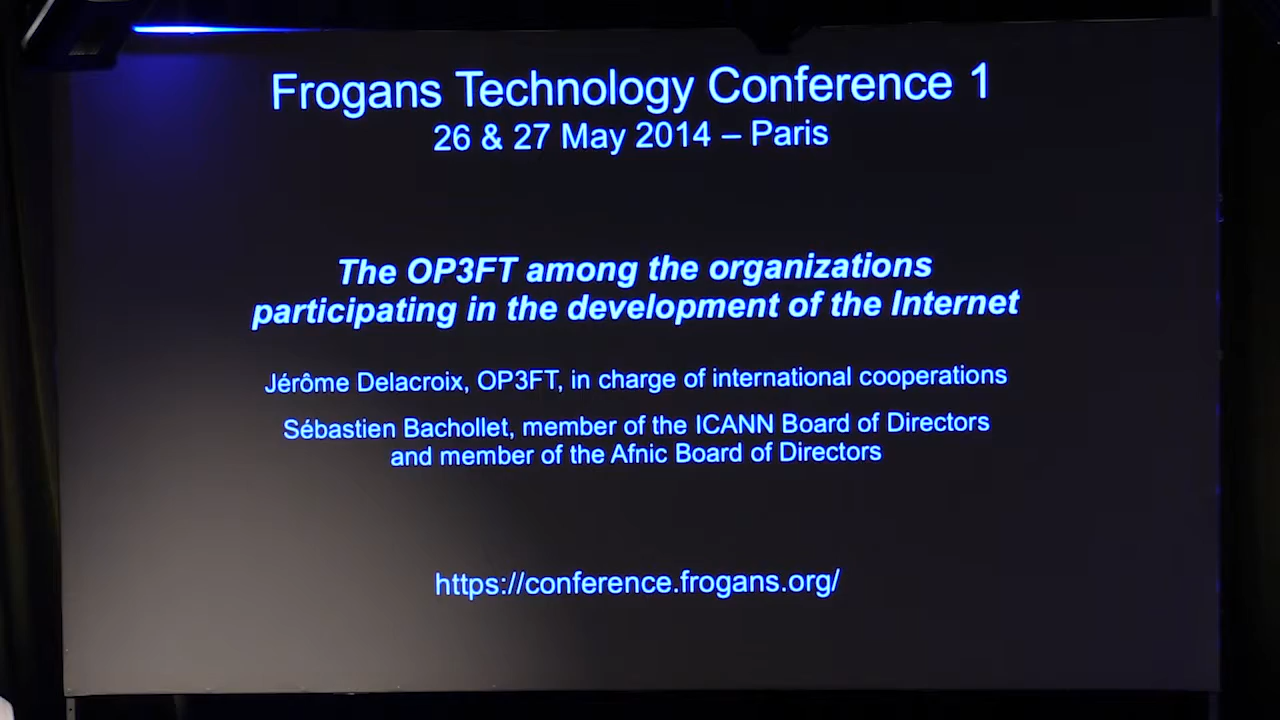 Frogans Technology Conference 1
26 & 27 May 2014 – Paris
The OP3FT among the organizations
participating in the development of the Internet
Jérôme Delacroix, OP3FT, in charge of international cooperations
Sébastien Bachollet, member of the ICANN Board of Directors
and member of the Afnic Board of Directors
https://conference.frogans.org/